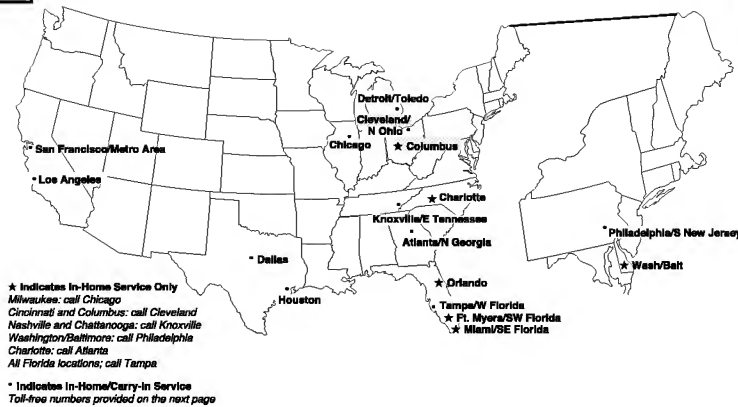 Detroit/Toledo
Cleveland/
N Ohio
Chicago
★ Columbus
San Francisco/Metro Area
Los Angeles
★ Charlotte
Knoxville/E Tennessee
Atlanta/N Georgia
Philadelphia/S New Jersey
★ Wash/Balt
Dallas
Houston
★ Orlando
Tampa/W Florida
★ Ft. Myers/SW Florida
★ Miami/SE Florida
★ Indicates In-Home Service Only
Milwaukee: call Chicago
Cincinnati and Columbus: call Cleveland
Nashville and Chattanooga: call Knoxville
Washington/Baltimore: call Philadelphia
Charlotte: call Atlanta
All Florida locations; call Tampa
• Indicates In-Home/Carry-In Service
Toll-free numbers provided on the next page